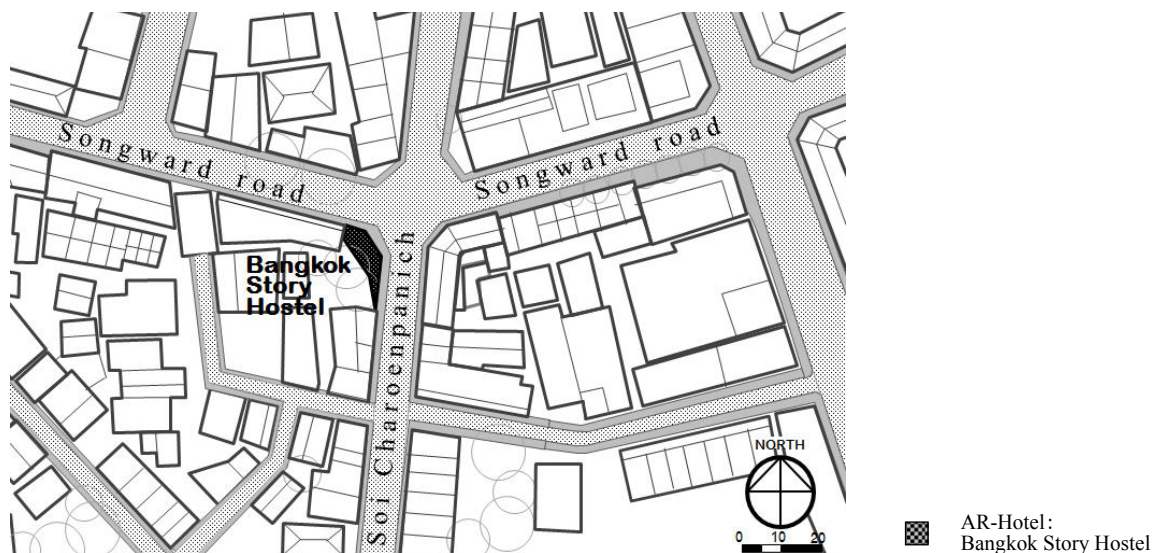 Songward road
Songward road
Bangkok
Story
Hostel
Soi Charoenpanich
NORTH
0 10 20
AR-Hotel:
Bangkok Story Hostel